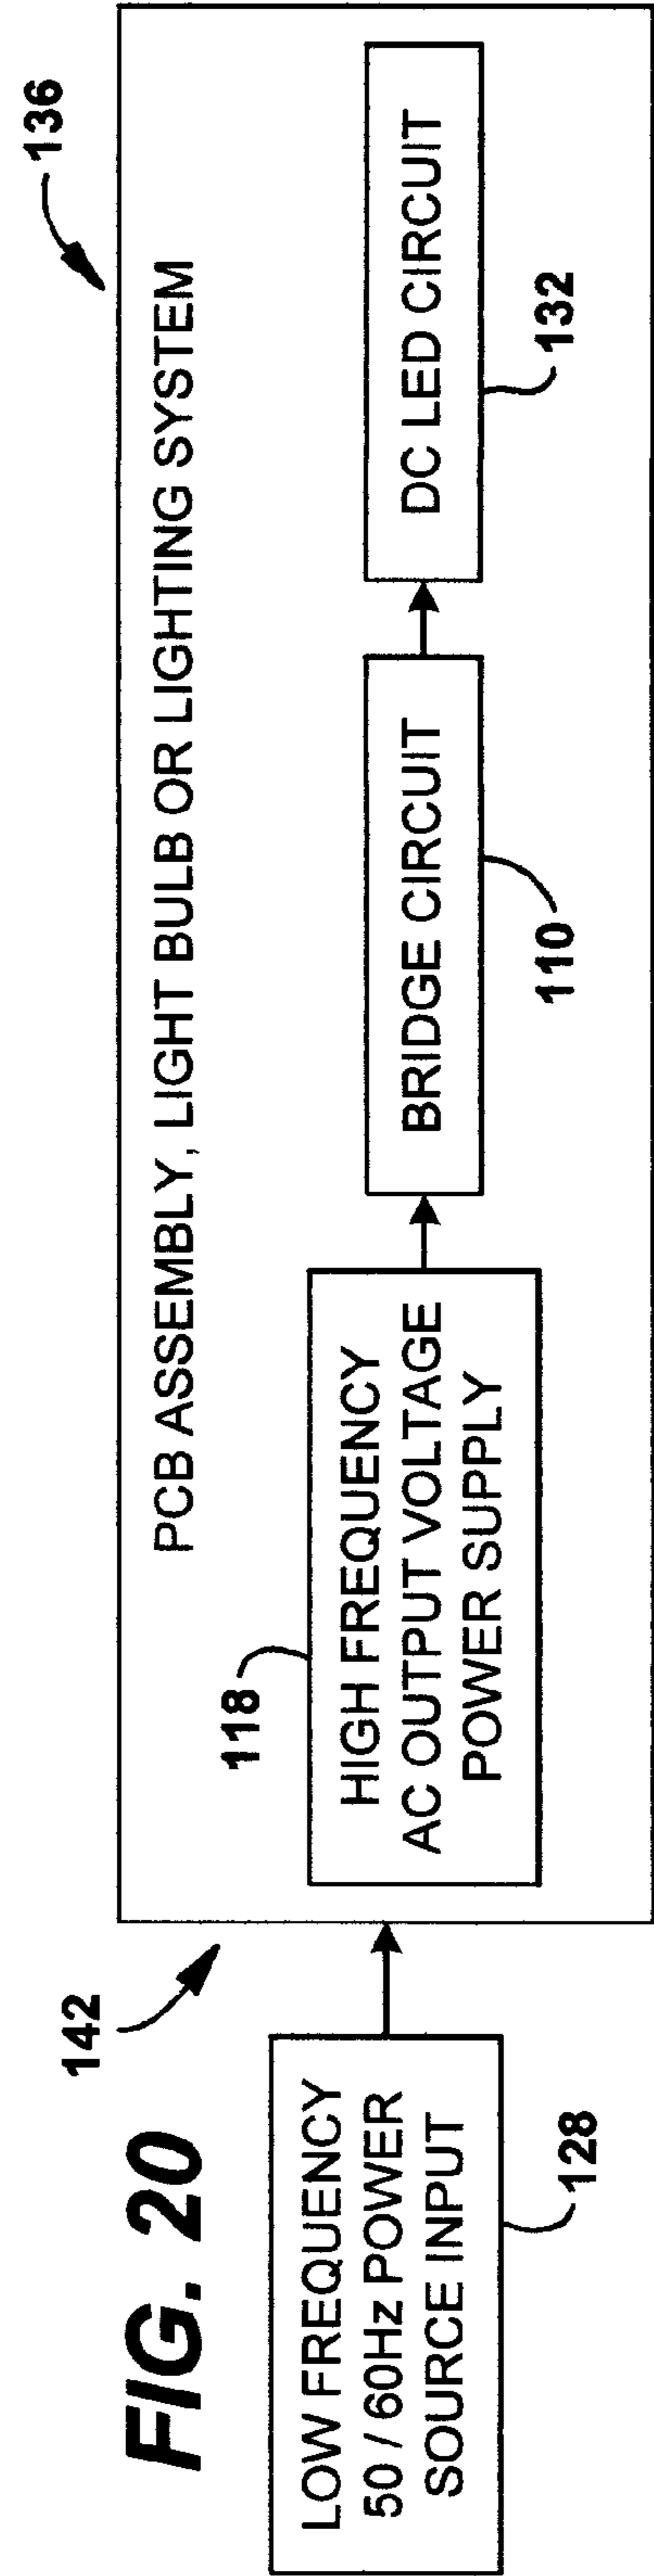 FIG. 20
142
136
PCB ASSEMBLY, LIGHT BULB OR LIGHTING SYSTEM
LOW FREQUENCY
50 / 60Hz POWER
SOURCE INPUT
128
118
HIGH FREQUENCY
AC OUTPUT VOLTAGE
POWER SUPPLY
BRIDGE CIRCUIT
110
DC LED CIRCUIT
132